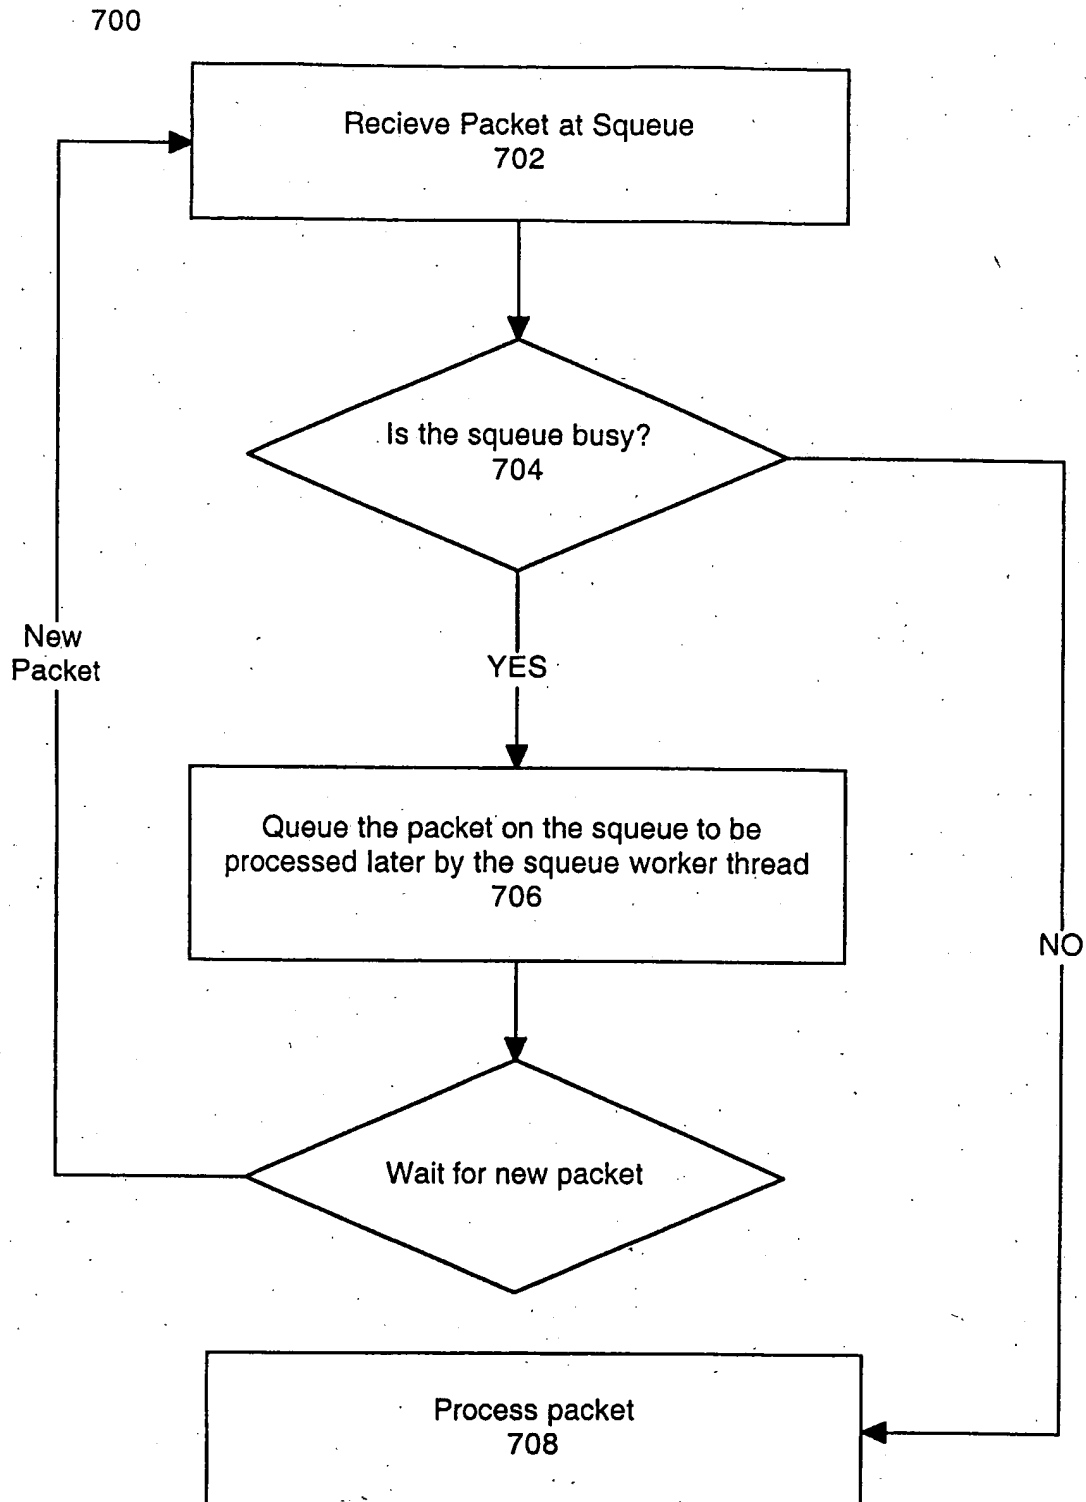 700
Recieve Packet at Squeue
702
Is the squeue busy?
704
New
Packet
YES
Queue the packet on the squeue to be
processed later by the squeue worker thread
706
NO
Wait for new packet
Process packet
708